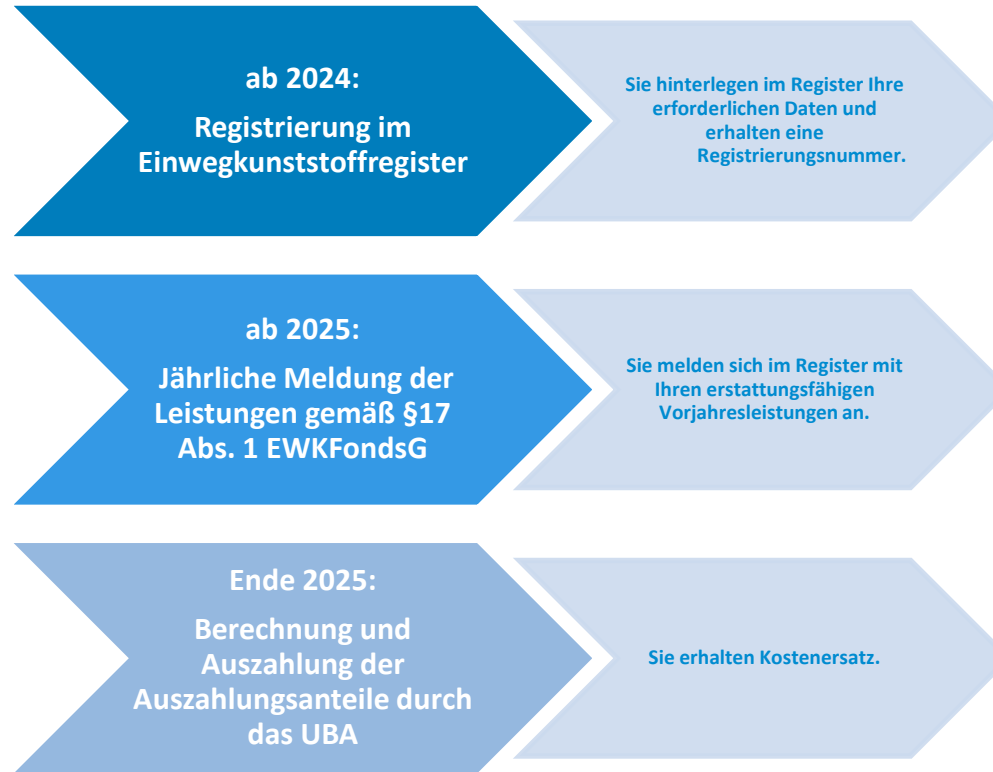 ab 2024:
Registrierung im
Einwegkunststoffregister
Sie hinterlegen im Register Ihre
erforderlichen Daten und
erhalten eine
Registrierungsnummer.
ab 2025:
Jährliche Meldung der
Leistungen gemäß §17
Abs. 1 EWKFondsG
Sie melden sich im Register mit
Ihren erstattungsfähigen
Vorjahresleistungen an.
Ende 2025:
Berechnung und
Auszahlung der
Auszahlungsanteile durch
das UBA
Sie erhalten Kostenersatz.